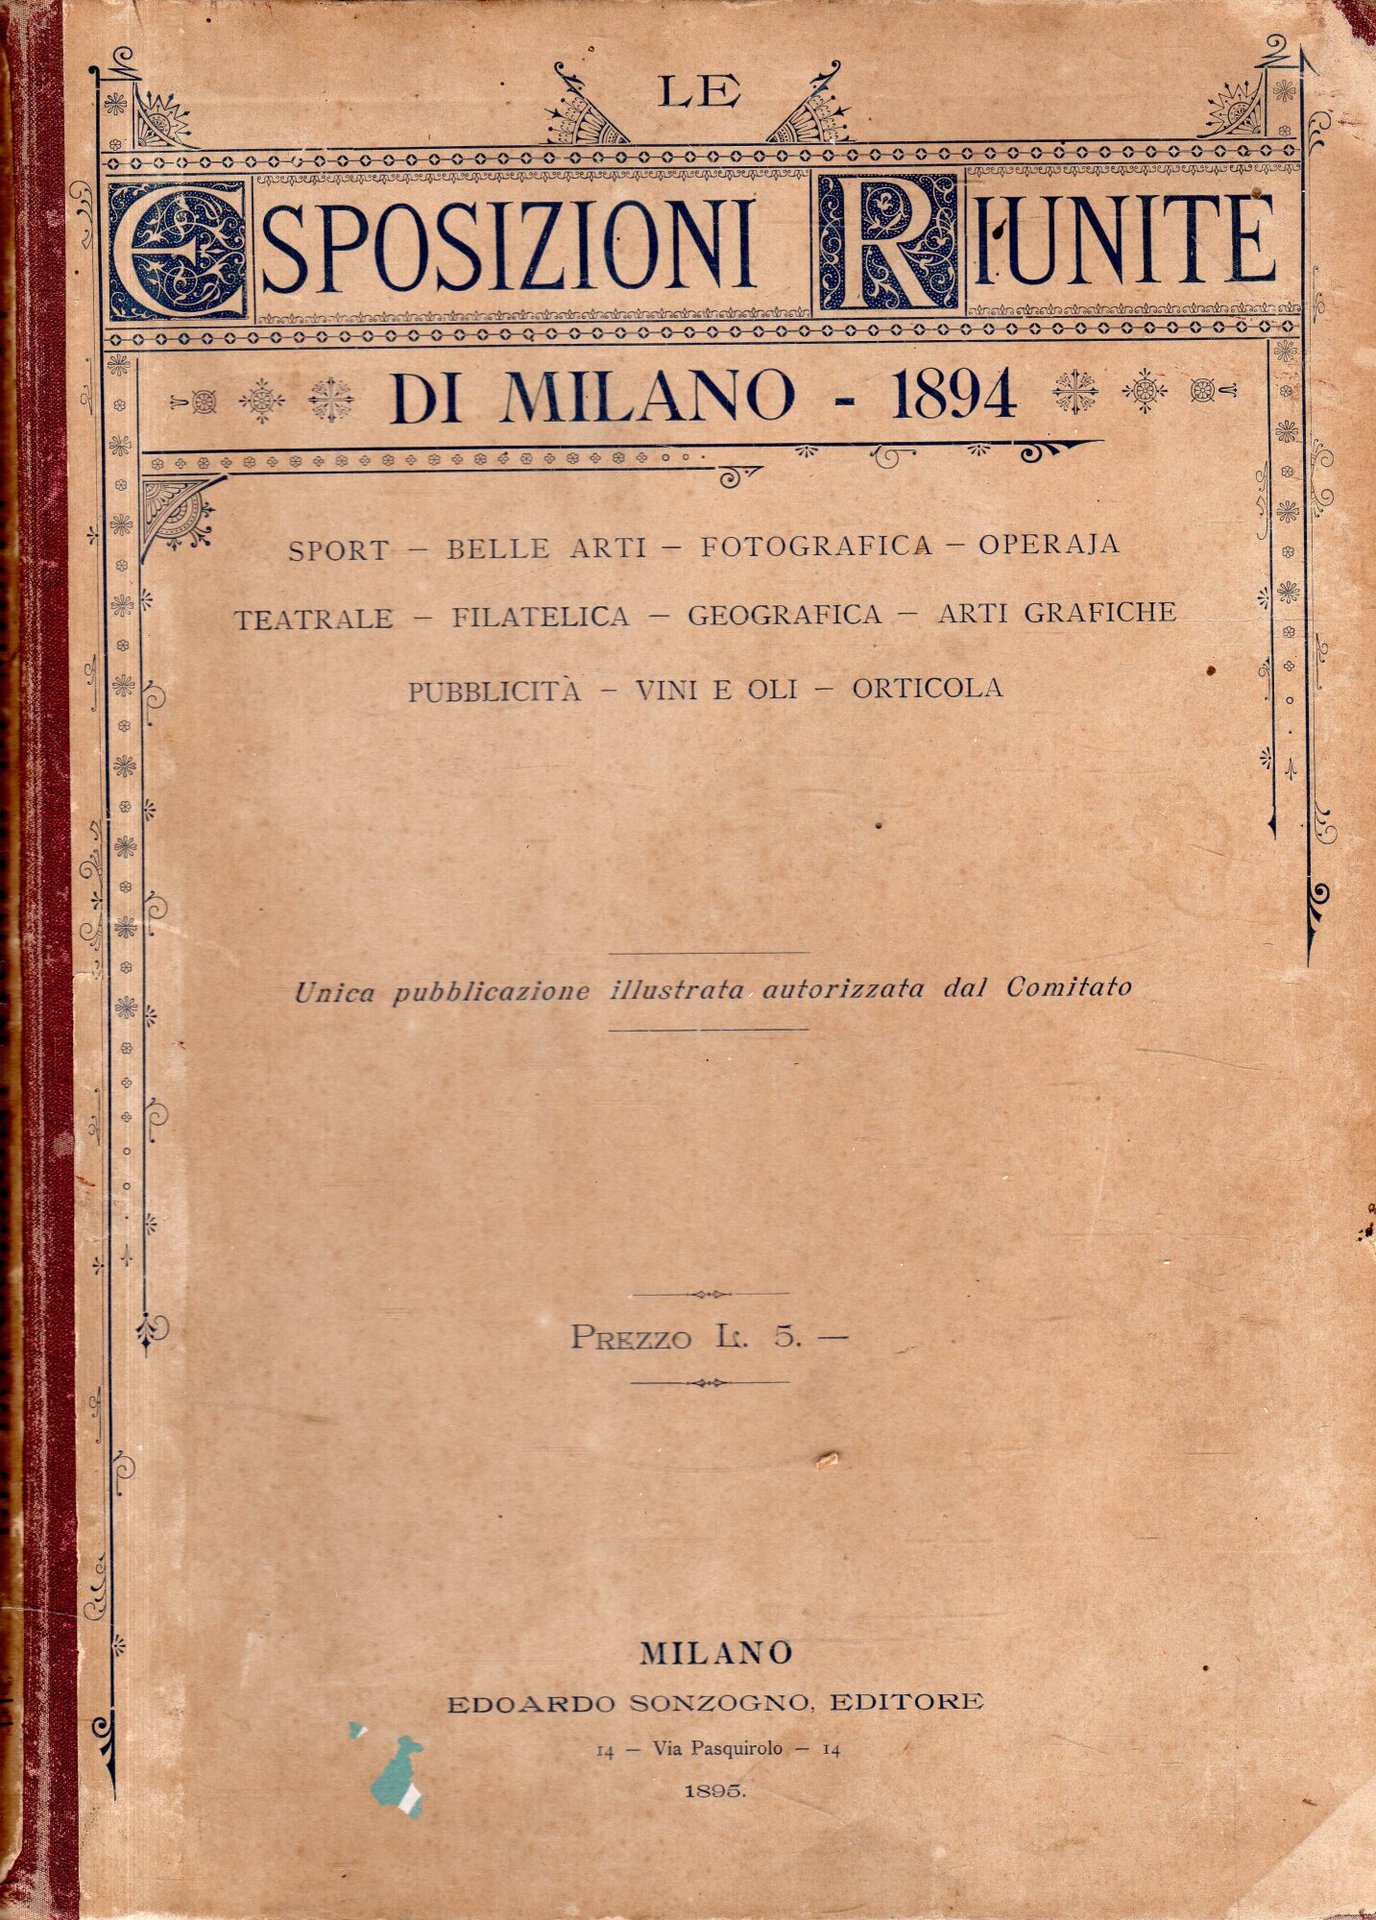 LE
ESPOSIZIONI RIUNITE
DI MILANO - 1894
SPORT — BELLE ARTI — FOTOGRAFICA — OPERAJA
TEATRALE — FILATELICA — GEOGRAFICA — ARTI GRAFICHE
PUBBLICITÀ — VINI E OLI — ORTICOLA
Unica pubblicazione illustrata autorizzata dal Comitato
PREZZO L. 5. —
MILANO
EDOARDO SONZOGNO, EDITORE
14 — Via Pasquirolo — 14
1895.